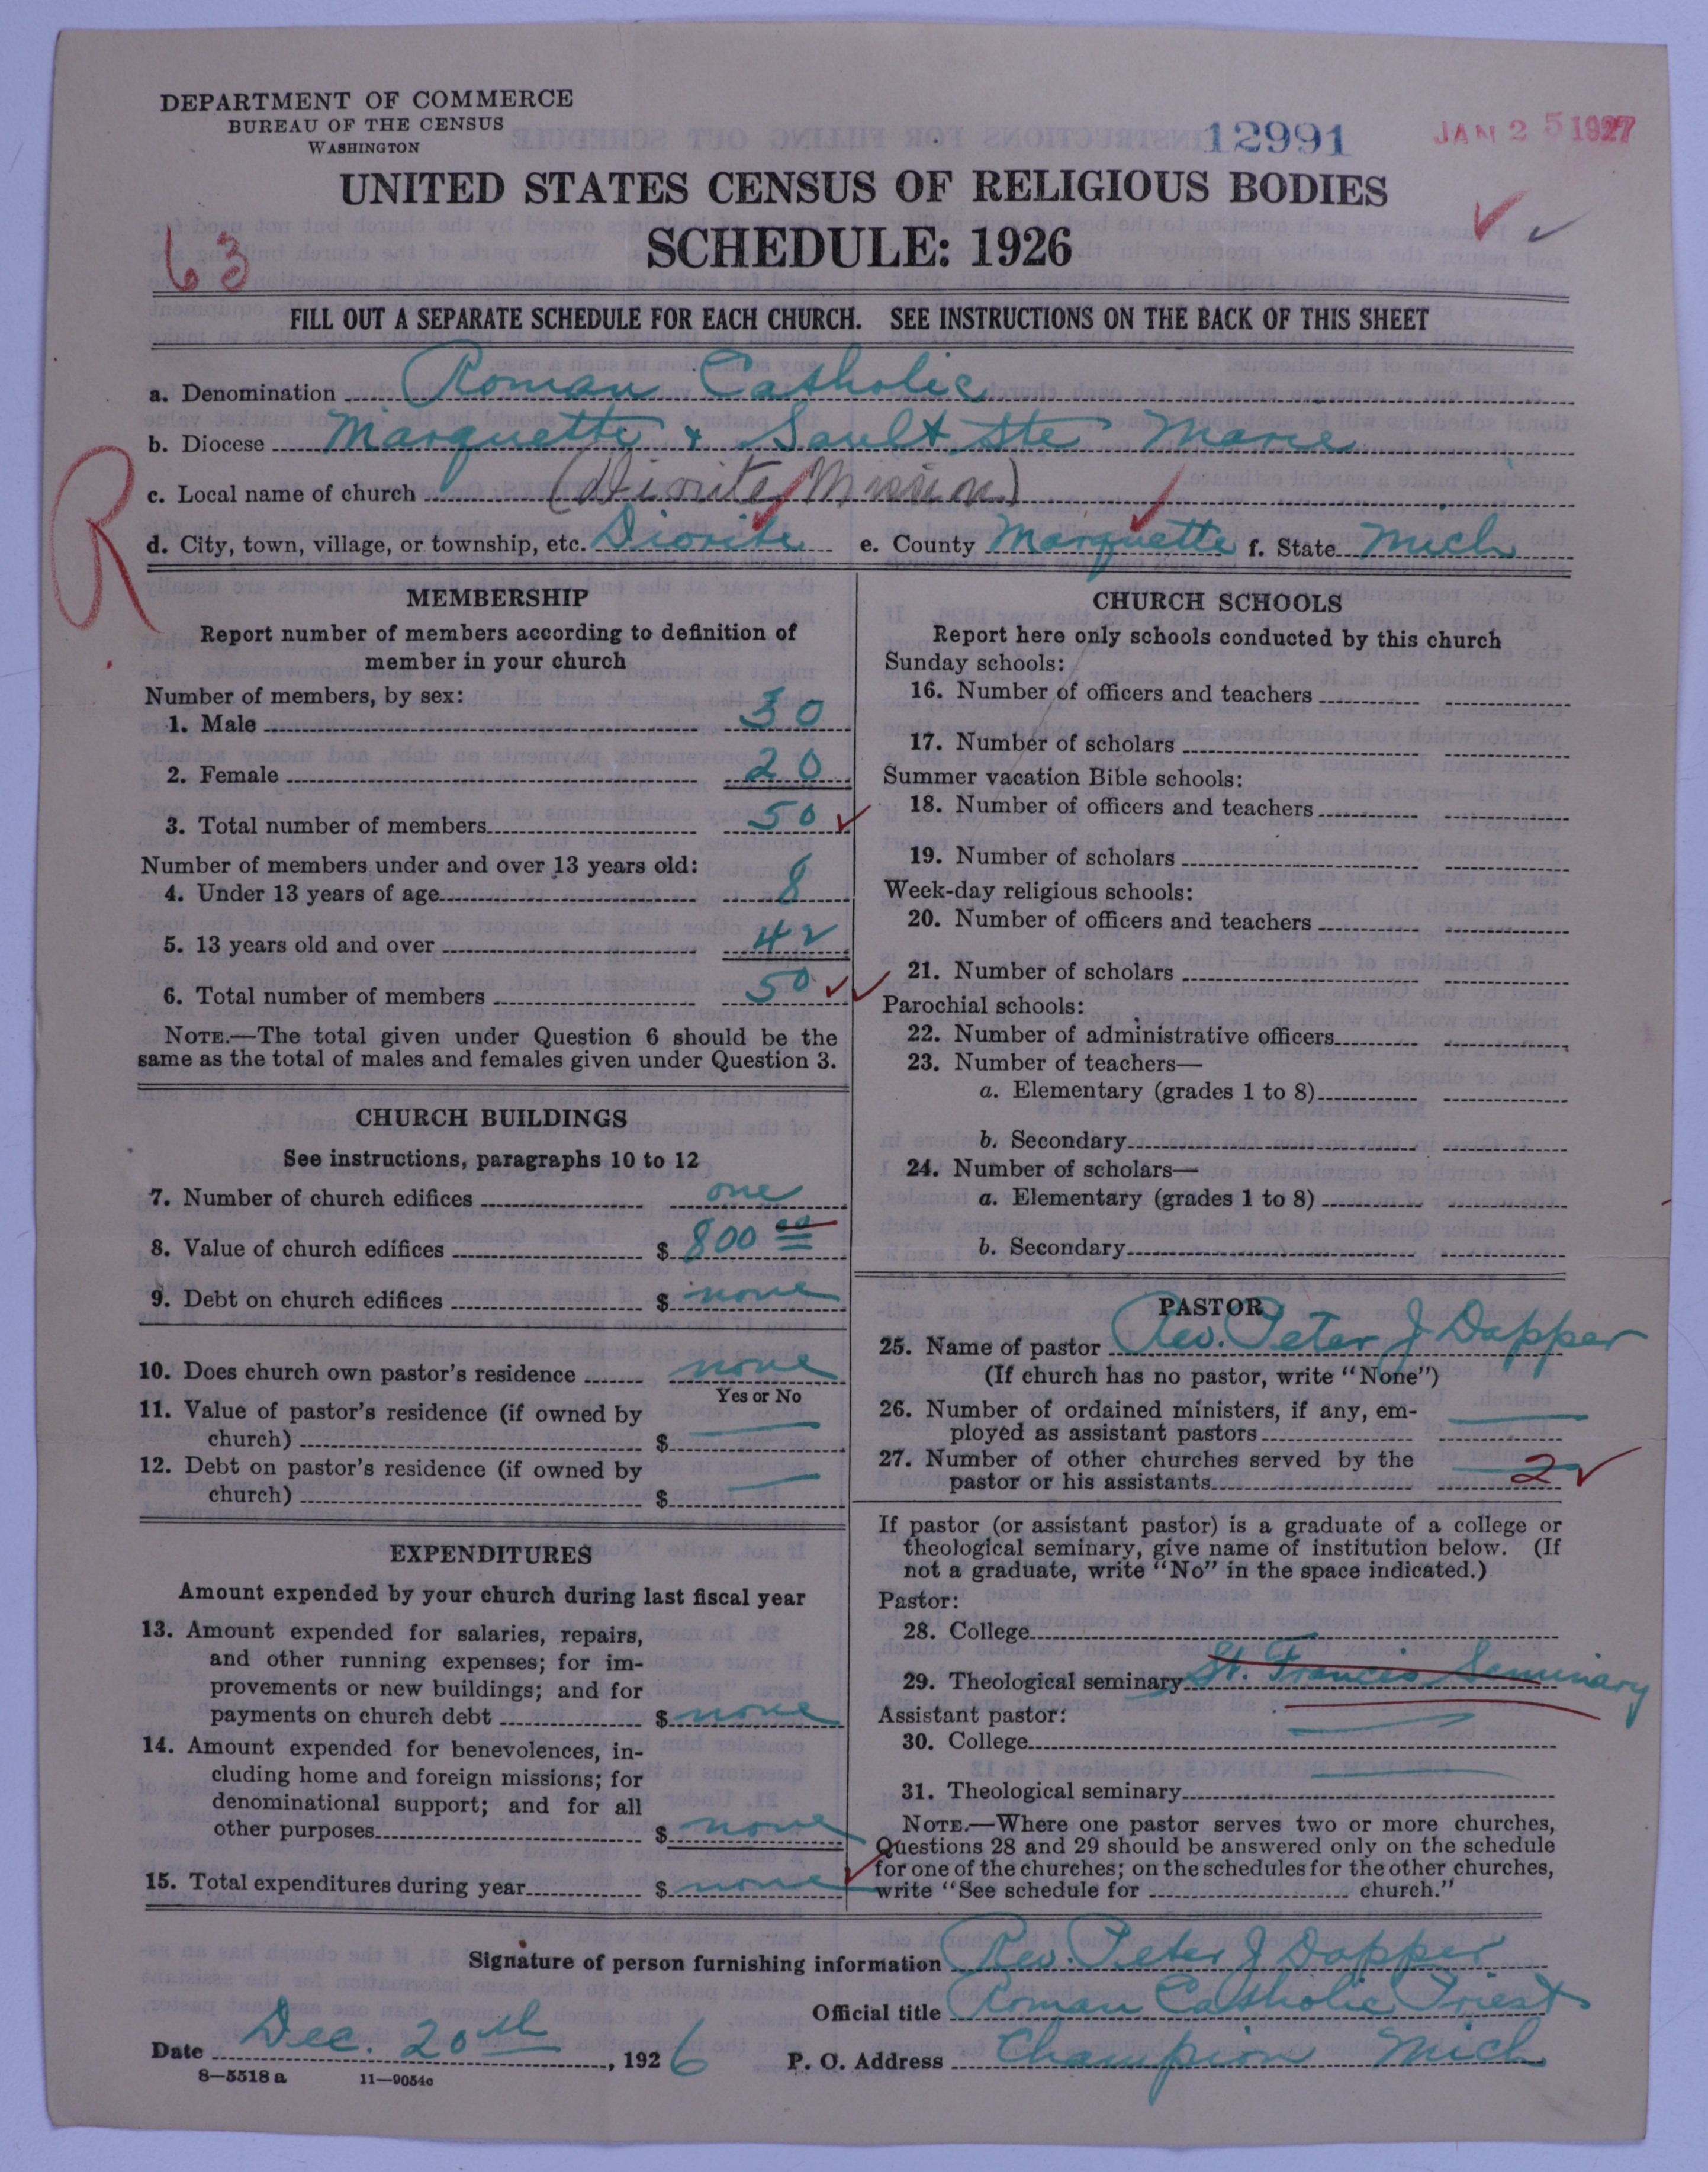 DEPARTMENT OF COMMERCE
BUREAU OF THE CENSUS
WASHINGTON
12991
JAN 25 1927
UNITED STATES CENSUS OF RELIGIOUS BODIES
SCHEDULE: 1926
63
FILL OUT A SEPARATE SCHEDULE FOR EACH CHURCH. SEE INSTRUCTIONS ON THE BACK OF THIS SHEET
a. Denomination Roman Catholic
b. Diocese Marquette & Sault Ste Marie
R
c. Local name of church (Diorite Mission)
d. City, town, village, or township, etc. Diorite e. County Marquette f. State Mich
MEMBERSHIP
Report number of members according to definition of
member in your church
Number of members, by sex:
1. Male 30
2. Female 20
3. Total number of members 50
Number of members under and over 13 years old:
4. Under 13 years of age 8
5. 13 years old and over 42
6. Total number of members 50
NOTE.—The total given under Question 6 should be the
same as the total of males and females given under Question 3.
CHURCH BUILDINGS
See instructions, paragraphs 10 to 12
7. Number of church edifices one
8. Value of church edifices $ 800 00
9. Debt on church edifices $ none
10. Does church own pastor's residence none
Yes or No
11. Value of pastor's residence (if owned by
church) $
12. Debt on pastor's residence (if owned by
church) $
EXPENDITURES
Amount expended by your church during last fiscal year
13. Amount expended for salaries, repairs,
and other running expenses; for im-
provements or new buildings; and for
payments on church debt $ none
14. Amount expended for benevolences, in-
cluding home and foreign missions; for
denominational support; and for all
other purposes $ none
15. Total expenditures during year $ none
CHURCH SCHOOLS
Report here only schools conducted by this church
Sunday schools:
16. Number of officers and teachers
17. Number of scholars
Summer vacation Bible schools:
18. Number of officers and teachers
19. Number of scholars
Week-day religious schools:
20. Number of officers and teachers
21. Number of scholars
Parochial schools:
22. Number of administrative officers
23. Number of teachers—
a. Elementary (grades 1 to 8)
b. Secondary
24. Number of scholars—
a. Elementary (grades 1 to 8)
b. Secondary
PASTOR
25. Name of pastor Rev. Peter J Dapper
(If church has no pastor, write "None")
26. Number of ordained ministers, if any, em-
ployed as assistant pastors
27. Number of other churches served by the
pastor or his assistants 2
If pastor (or assistant pastor) is a graduate of a college or
theological seminary, give name of institution below. (If
not a graduate, write "No" in the space indicated.)
Pastor:
28. College
29. Theological seminary St. Francis Seminary
Assistant pastor:
30. College
31. Theological seminary
NOTE.—Where one pastor serves two or more churches,
Questions 28 and 29 should be answered only on the schedule
for one of the churches; on the schedules for the other churches,
write "See schedule for church."
Signature of person furnishing information Rev. Peter J Dapper
Official title Roman Catholic Priest
Date Dec. 20th, 1926 P. O. Address Champion Mich
8—5518 a 11—9054c